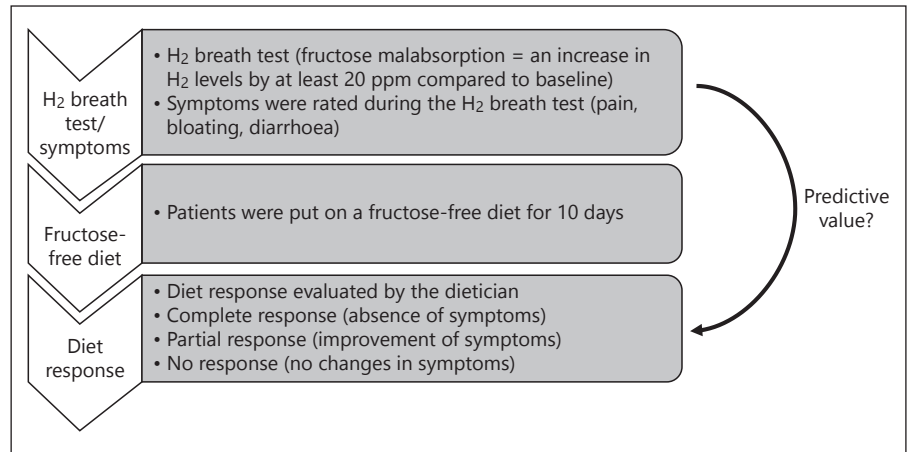 H2 breath
test/
symptoms
• H2 breath test (fructose malabsorption = an increase in
H2 levels by at least 20 ppm compared to baseline)
• Symptoms were rated during the H2 breath test (pain,
bloating, diarrhoea)
Fructose-
free diet
• Patients were put on a fructose-free diet for 10 days
Diet
response
• Diet response evaluated by the dietician
• Complete response (absence of symptoms)
• Partial response (improvement of symptoms)
• No response (no changes in symptoms)
Predictive
value?